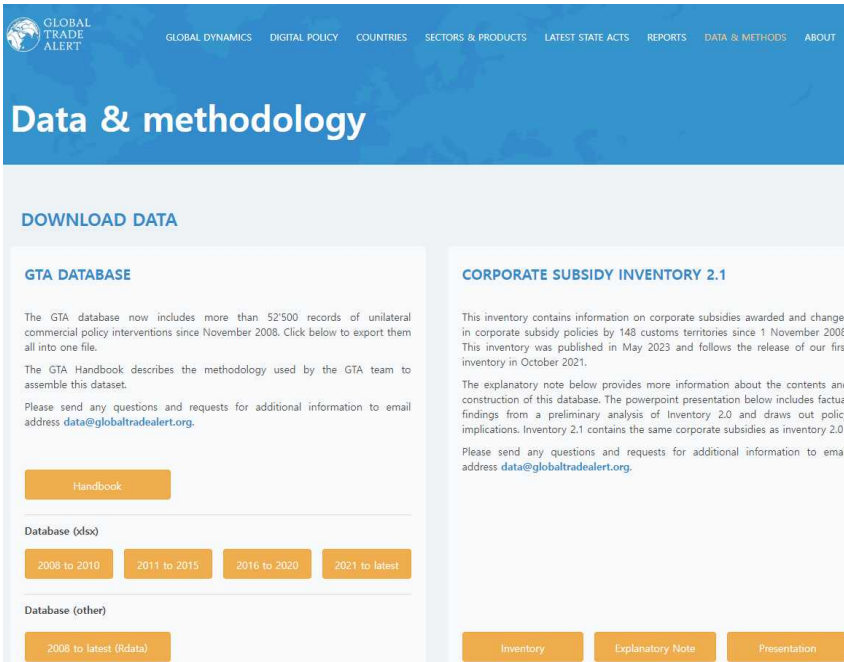 GLOBAL
TRADE
ALERT
GLOBAL DYNAMICS DIGITAL POLICY COUNTRIES SECTORS & PRODUCTS LATEST STATE ACTS REPORTS DATA & METHODS ABOUT
Data & methodology
DOWNLOAD DATA
GTA DATABASE
The GTA database now includes more than 52'500 records of unilateral
commercial policy interventions since November 2008. Click below to export them
all into one file.
The GTA Handbook describes the methodology used by the GTA team to
assemble this dataset.
Please send any questions and requests for additional information to email
address data@globaltradealert.org.
Handbook
Database (xlsx)
2008 to 2010 2011 to 2015 2016 to 2020 2021 to latest
Database (other)
2008 to latest (Rdata)
CORPORATE SUBSIDY INVENTORY 2.1
This inventory contains information on corporate subsidies awarded and change
in corporate subsidy policies by 148 customs territories since 1 November 2008
This inventory was published in May 2023 and follows the release of our firs
inventory in October 2021.
The explanatory note below provides more information about the contents and
construction of this database. The powerpoint presentation below includes factua
findings from a preliminary analysis of Inventory 2.0 and draws out policy
implications. Inventory 2.1 contains the same corporate subsidies as inventory 2.0
Please send any questions and requests for additional information to ema
address data@globaltradealert.org.
Inventory Explanatory Note Presentation